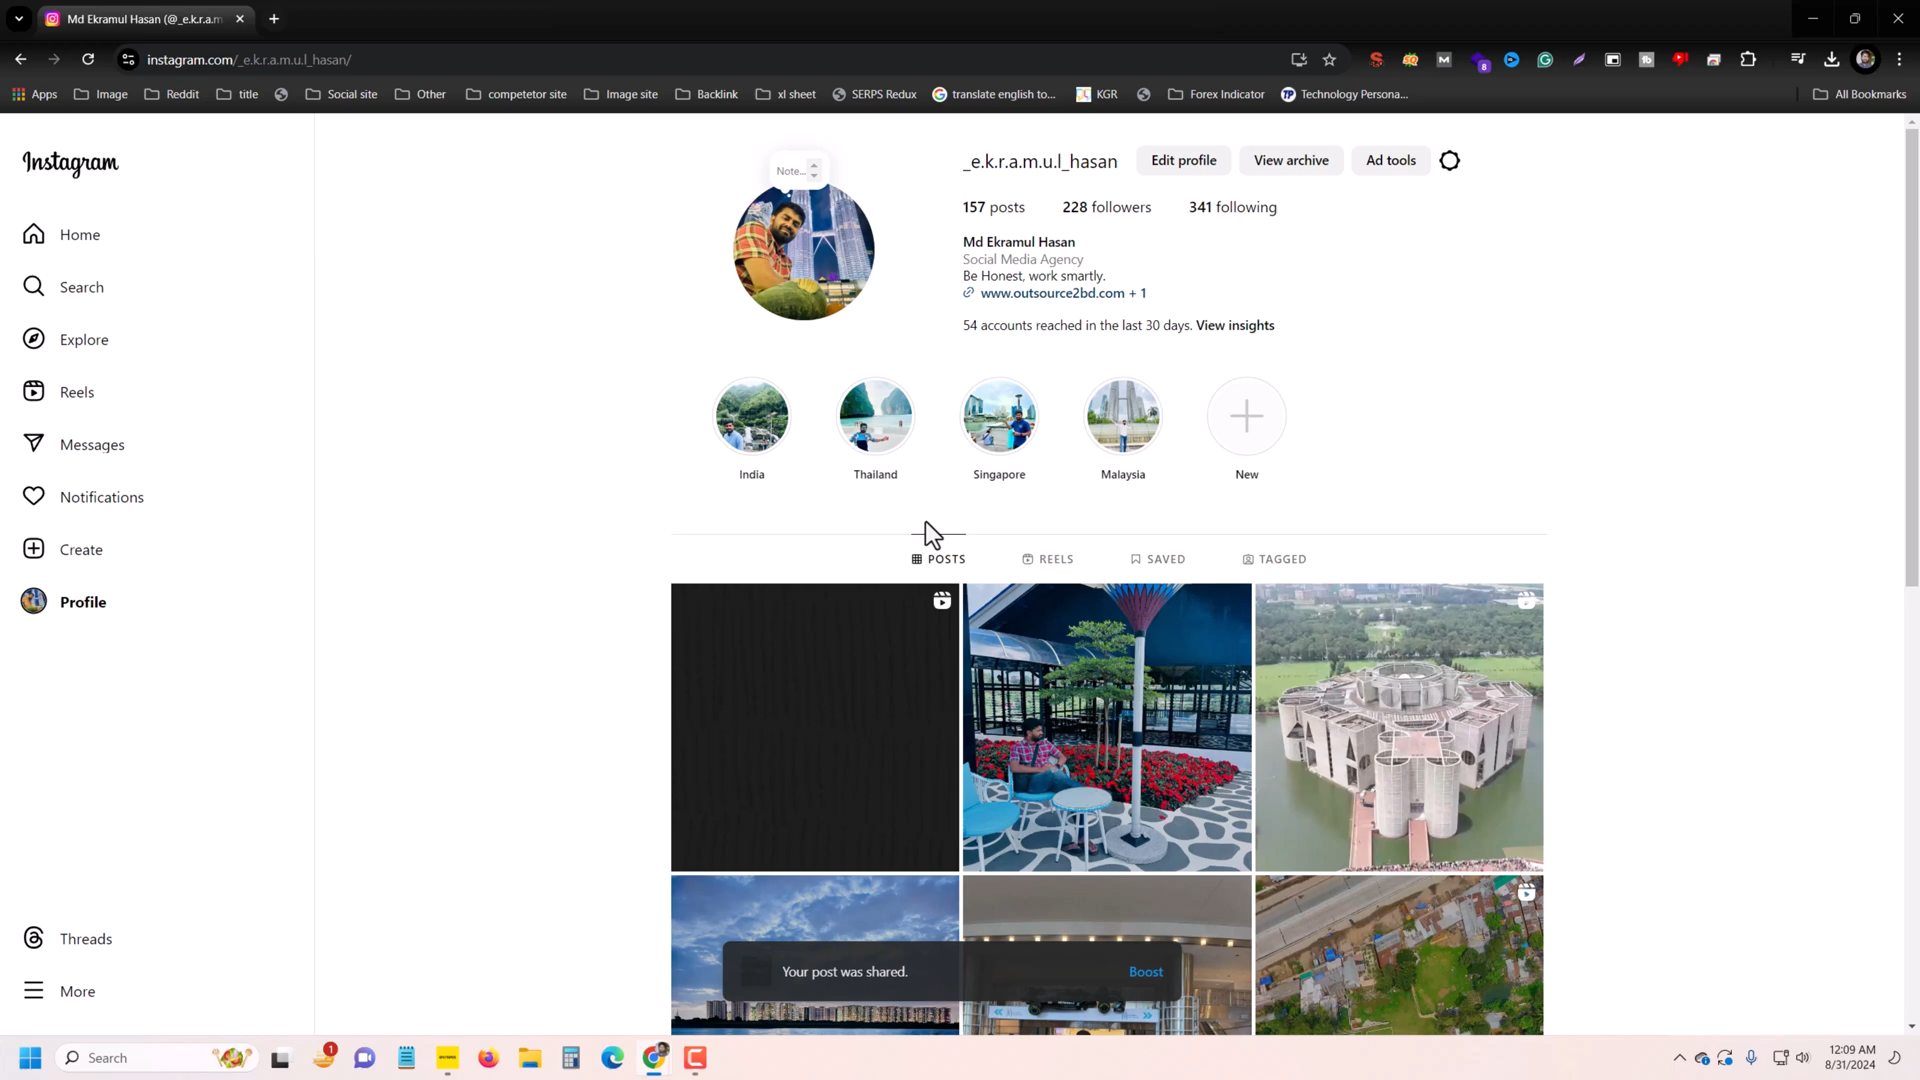 Md Ekramul Hasan (@_e.k.r.a.m
instagram.com/_e.k.r.a.m.u.l_hasan/
8
Apps
Image
Reddit
title
Social site
Other
competetor site
Image site
Backlink
xl sheet
SERPS Redux
translate english to...
KGR
Forex Indicator
Technology Persona...
All Bookmarks
Instagram
Home
Search
Explore
Reels
Messages
Notifications
Create
Profile
Threads
More
Note...
_e.k.r.a.m.u.l_hasan
Edit profile
View archive
Ad tools
157 posts
228 followers
341 following
Md Ekramul Hasan
Social Media Agency
Be Honest, work smartly.
www.outsource2bd.com + 1
54 accounts reached in the last 30 days. View insights
India
Thailand
Singapore
Malaysia
New
POSTS
REELS
SAVED
TAGGED
Your post was shared.
Boost
Search
1
12:09 AM
8/31/2024